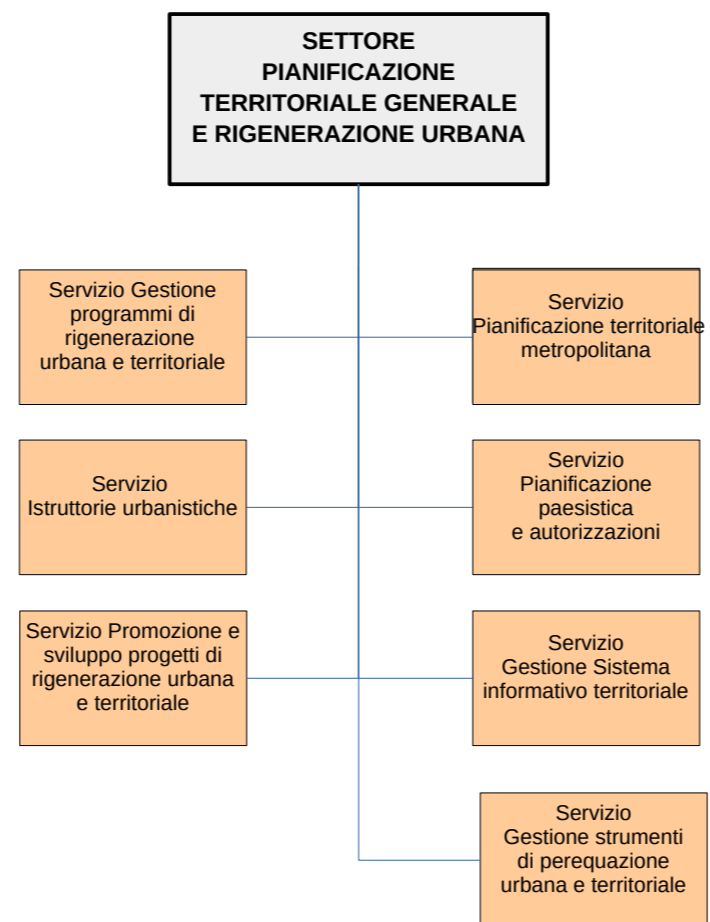 SETTORE
PIANIFICAZIONE
TERRITORIALE GENERALE
E RIGENERAZIONE URBANA
Servizio Gestione
programmi di
rigenerazione
urbana e territoriale
Servizio
Pianificazione territoriale
metropolitana
Servizio
Istruttorie urbanistiche
Servizio
Pianificazione
paesistica
e autorizzazioni
Servizio Promozione e
sviluppo progetti di
rigenerazione urbana
e territoriale
Servizio
Gestione Sistema
informativo territoriale
Servizio
Gestione strumenti
di perequazione
urbana e territoriale